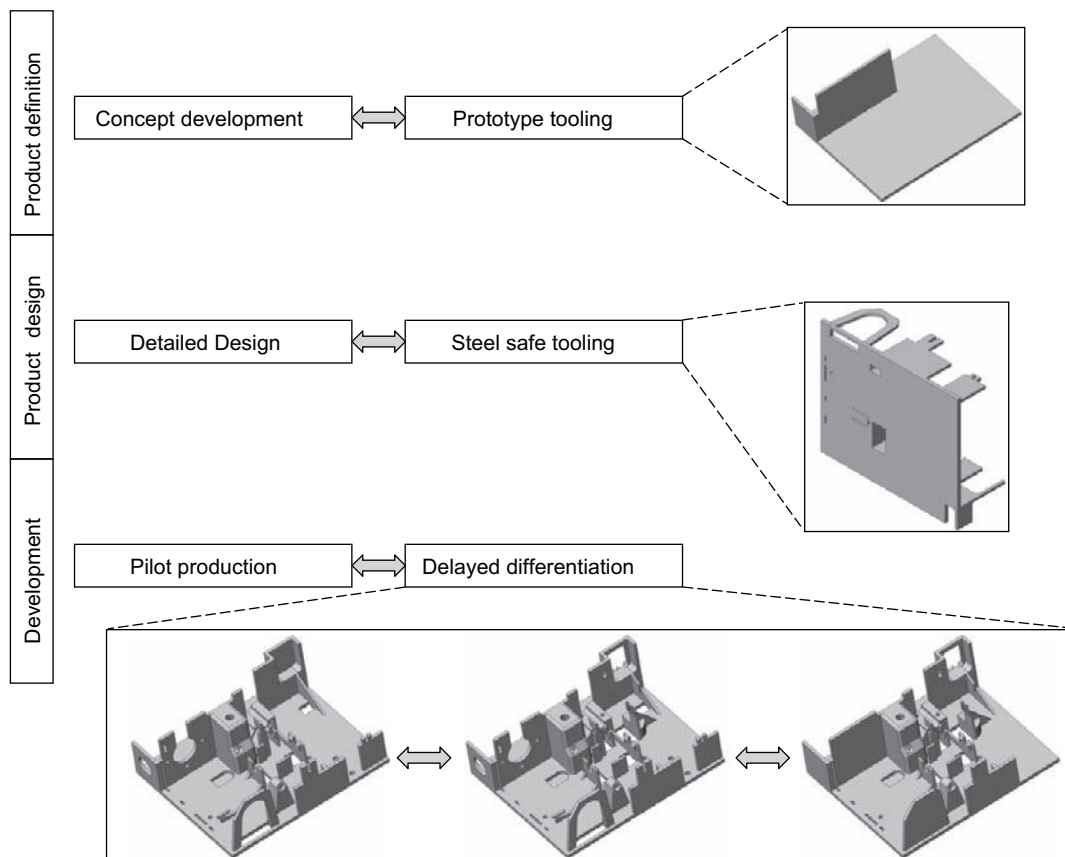 Product definition
Concept development
Prototype tooling
Product design
Detailed Design
Steel safe tooling
Development
Pilot production
Delayed differentiation